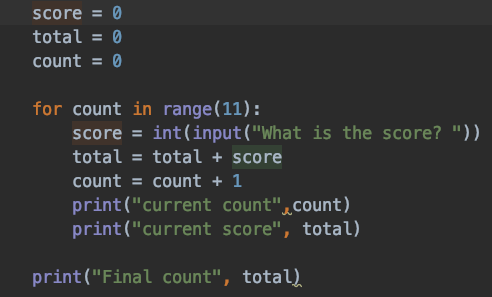 score = 0
total = 0
count = 0
for count in range(11):
    score = int(input("What is the score? "))
    total = total + score
    count = count + 1
    print("current count",count)
    print("current score", total)
print("Final count", total)